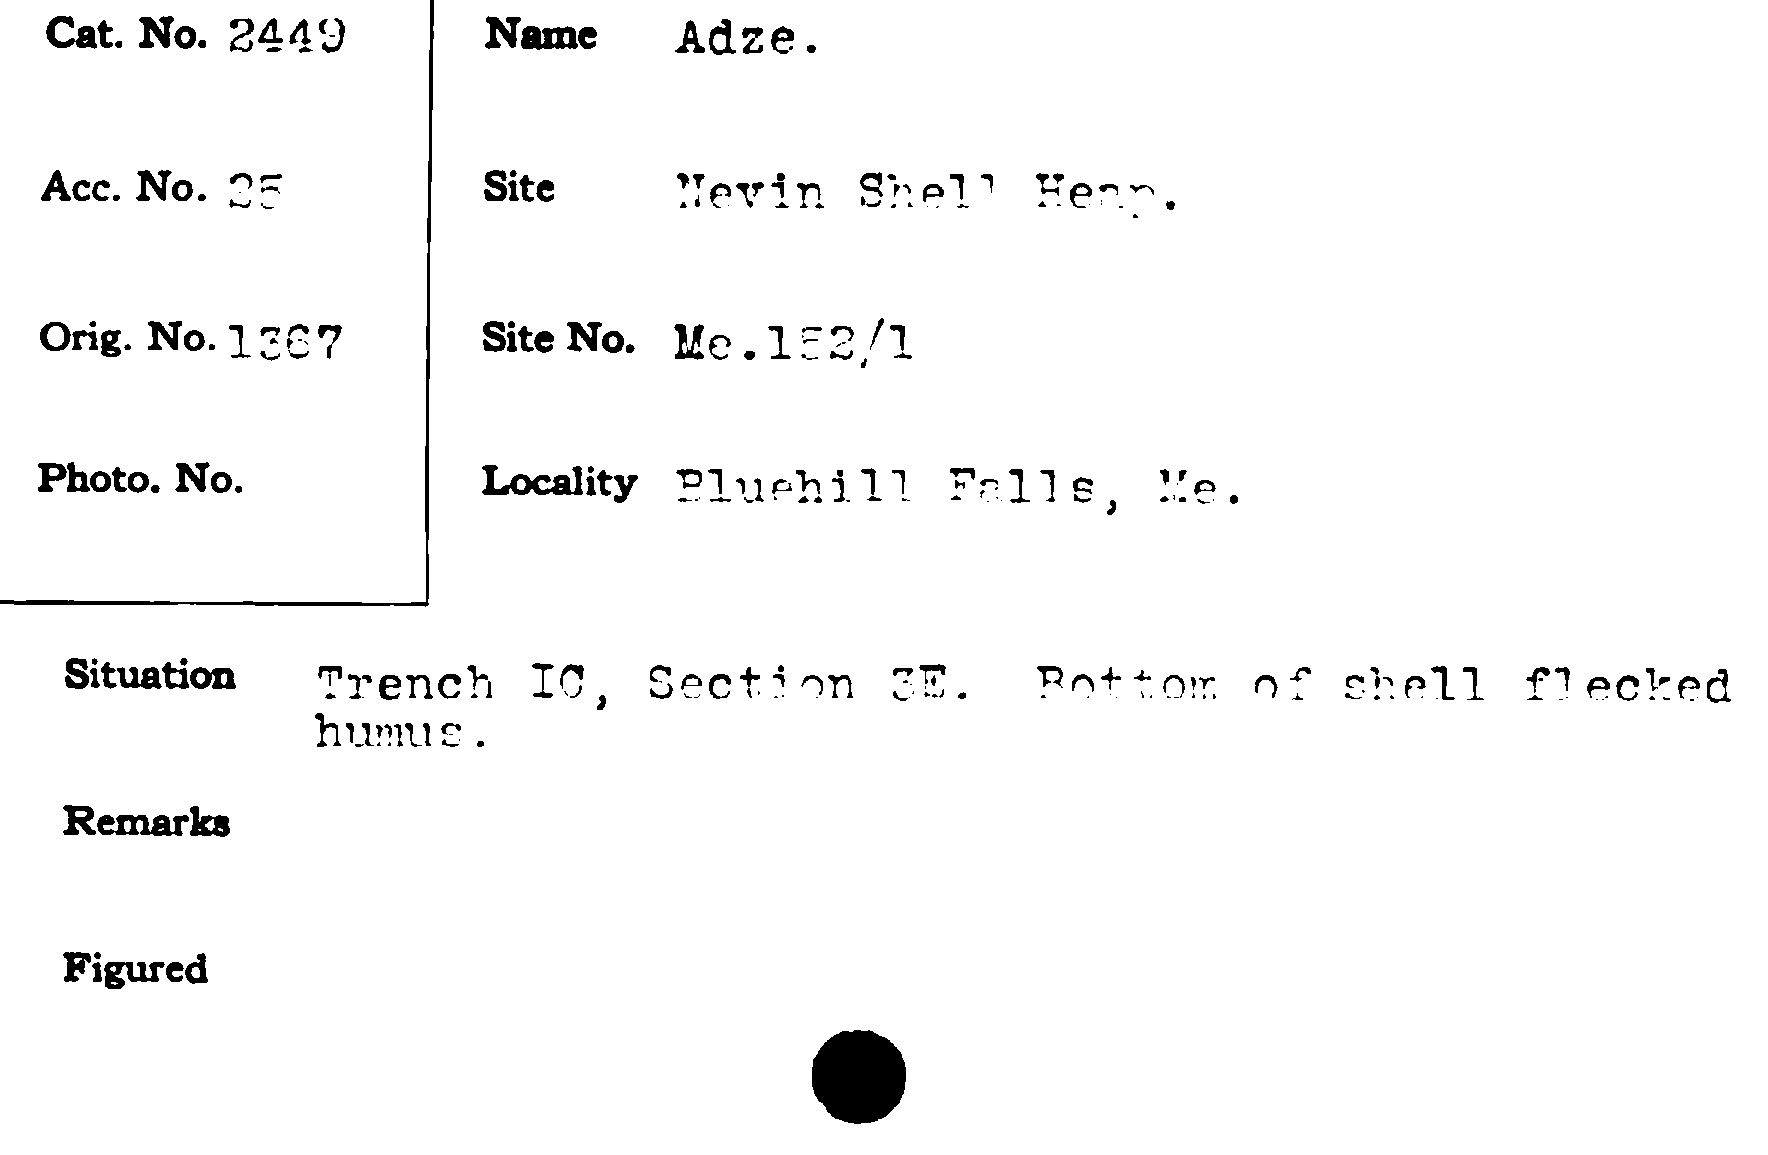 Cat. No. 2449
Name Adze.
Acc. No. 25
Site Nevin Shell Heap.
Orig. No. 1367
Site No. Me.152/1
Photo. No.
Locality Bluehill Falls, Me.
Situation Trench IC, Section 3E. Bottom of shell flecked
humus.
Remarks
Figured